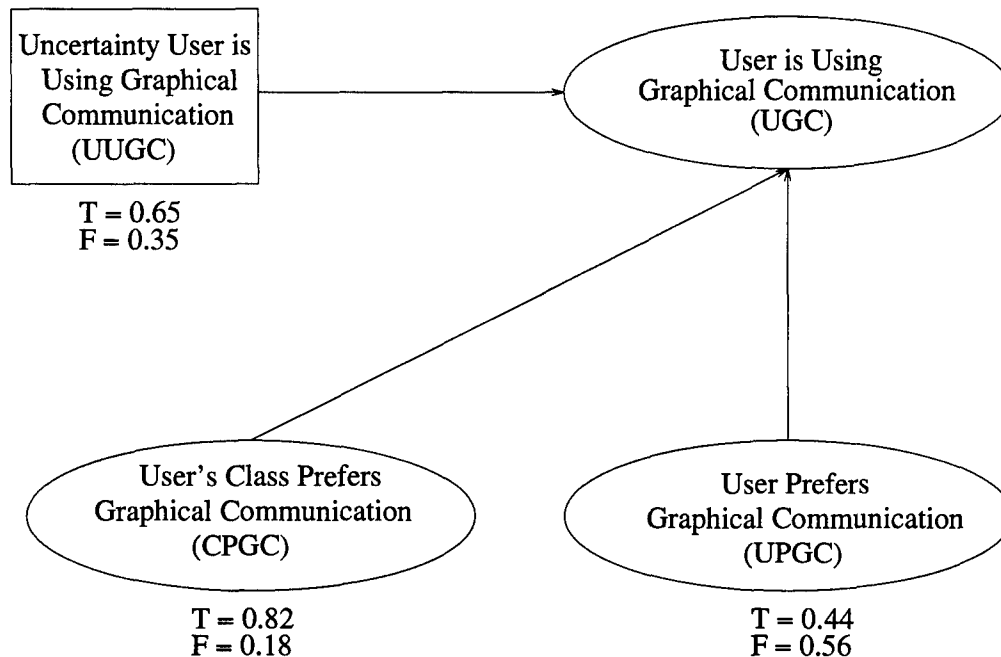 Uncertainty User is
Using Graphical
Communication
(UUGC)
T = 0.65
F = 0.35
User is Using
Graphical Communication
(UGC)
User's Class Prefers
Graphical Communication
(CPGC)
T = 0.82
F = 0.18
User Prefers
Graphical Communication
(UPGC)
T = 0.44
F = 0.56